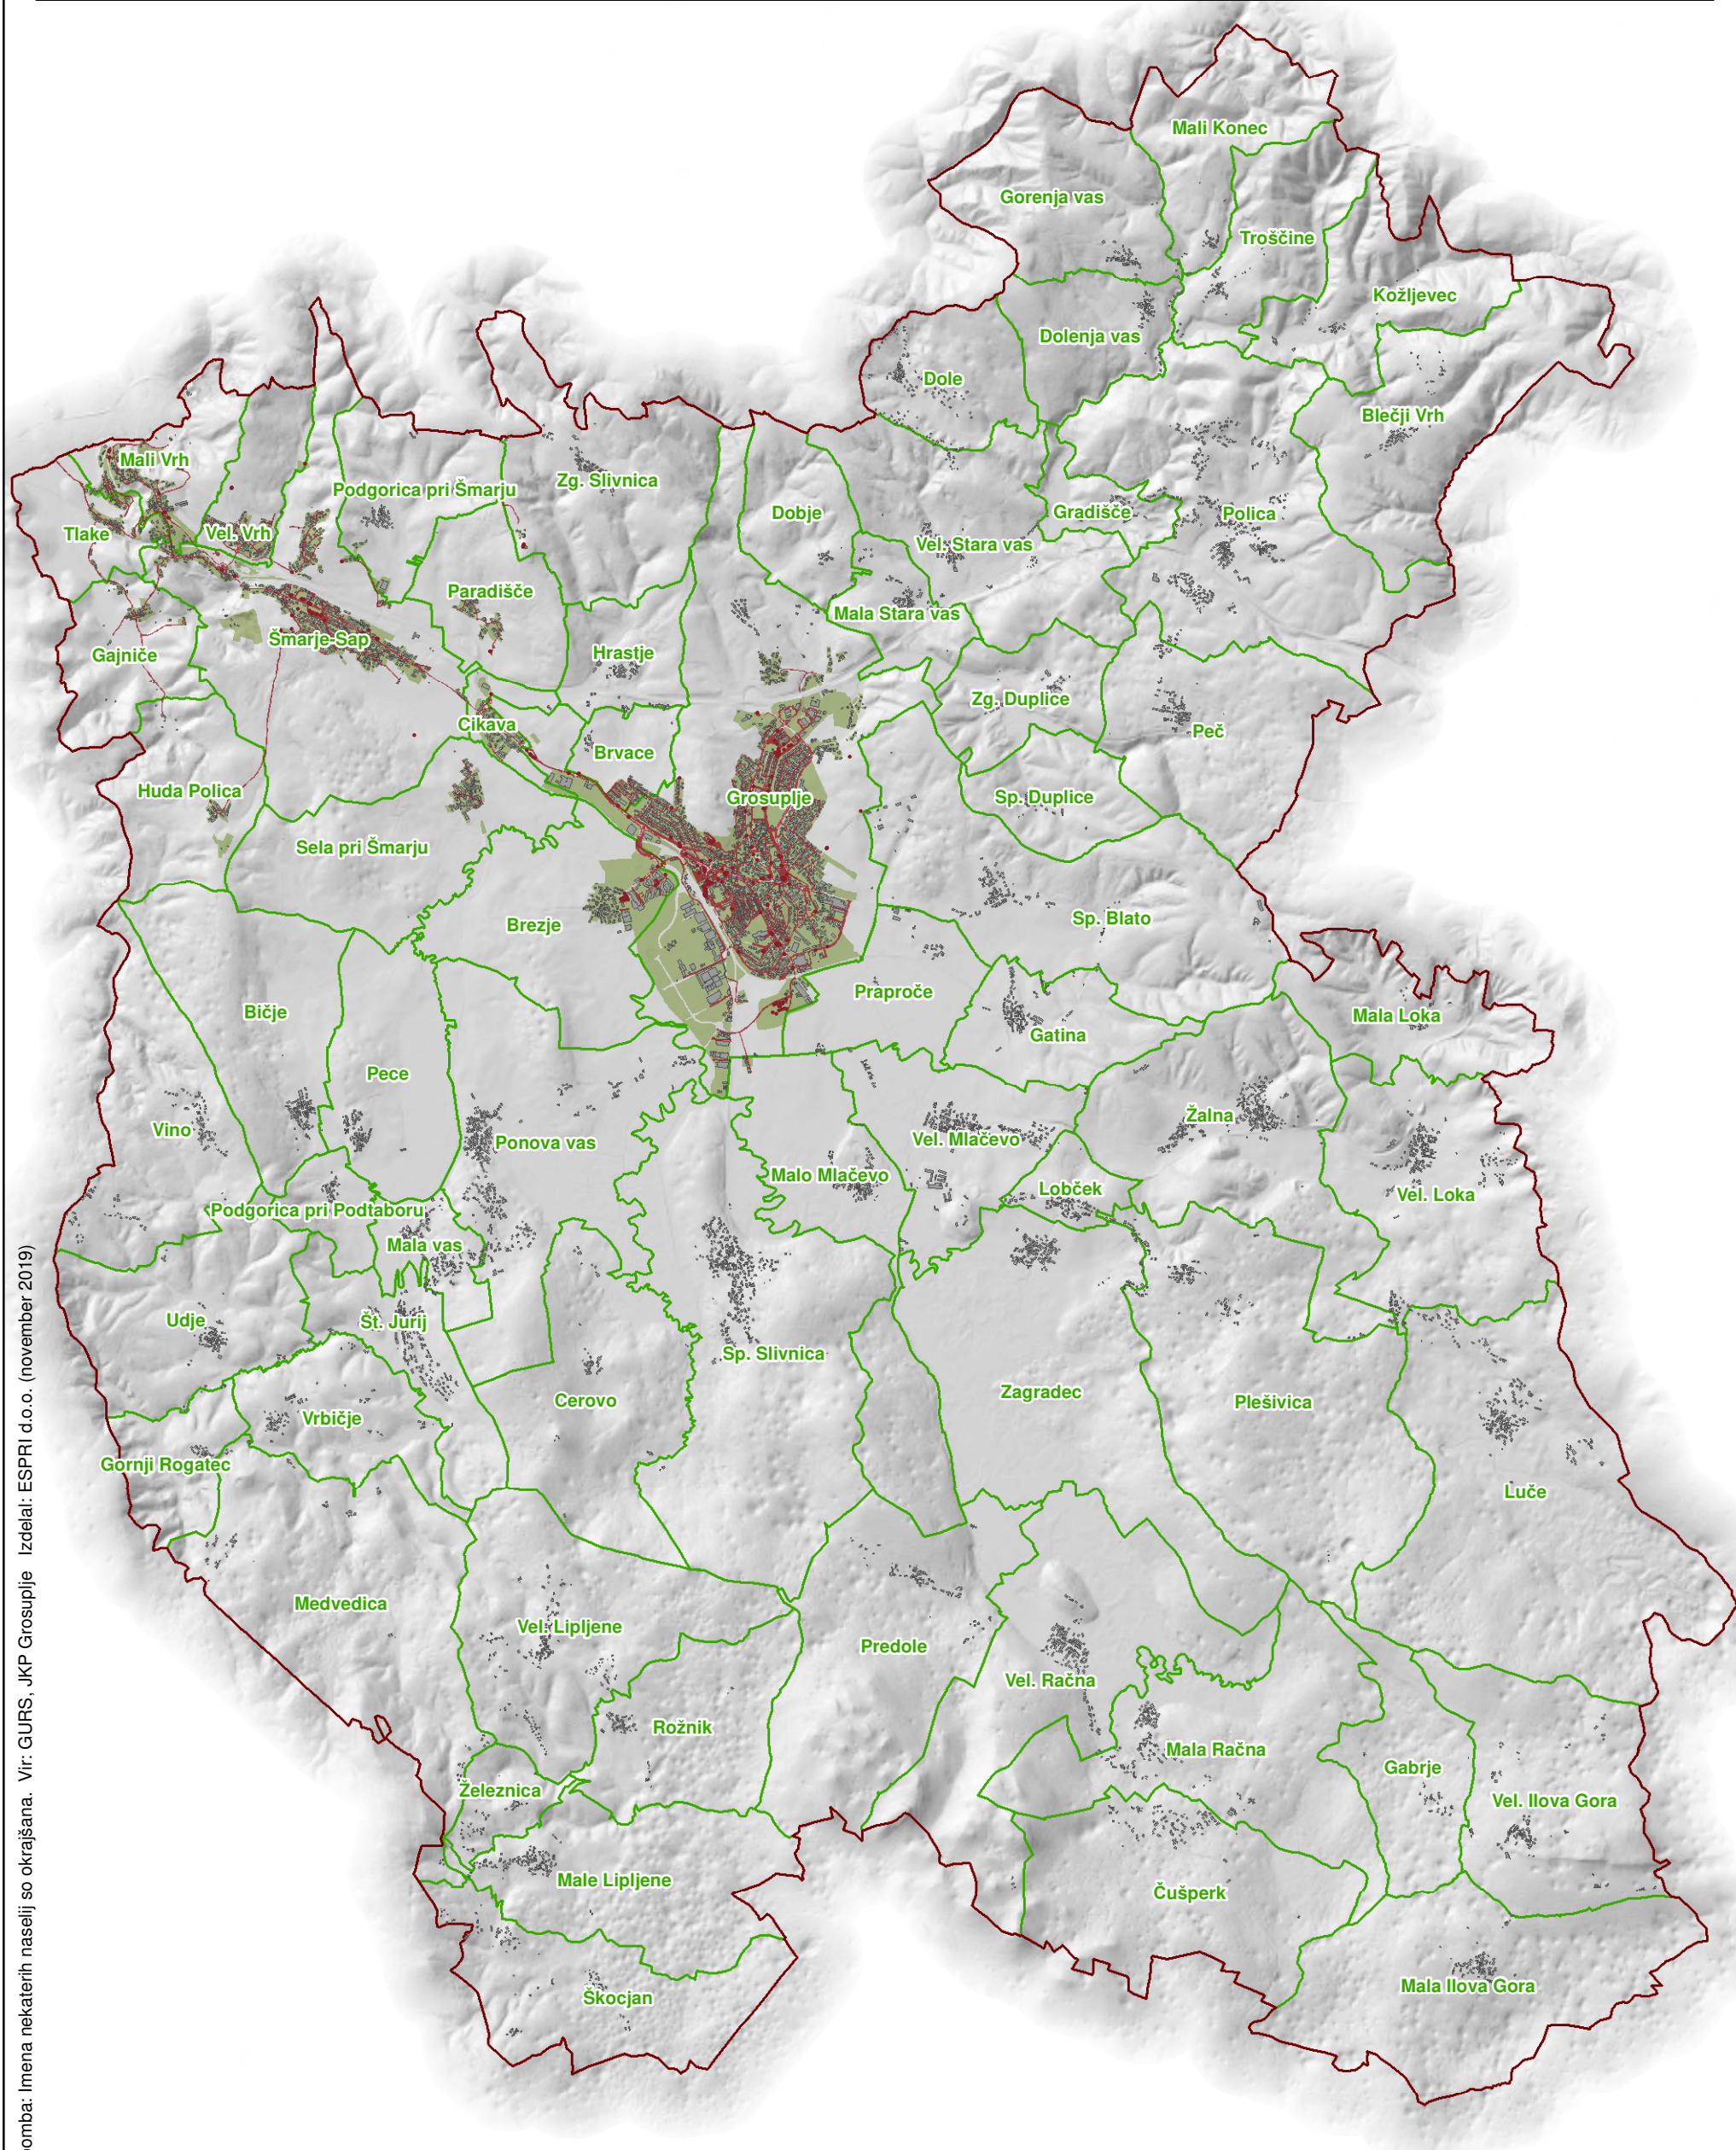 Mali Konec
Gorenja vas
Troščine
Kožljevec
Dolenja vas
Dole
Blečji Vrh
Mali Vrh
Podgorica pri Šmarju
Zg. Slivnica
Dobje
Gradišče
Polica
Tlake
Vel. Vrh
Vel. Stara vas
Paradišče
Mala Stara vas
Šmarje-Sap
Hrastje
Gajniče
Zg. Duplice
Cikava
Peč
Brvace
Huda Polica
Grosuplje
Sp. Duplice
Sela pri Šmarju
Sp. Blato
Brezje
Praproče
Bičje
Mala Loka
Gatina
Pece
Žalna
Vino
Ponova vas
Vel. Mlačevo
Malo Mlačevo
Lobček
Vel. Loka
Podgorica pri Podtaboru
Mala vas
Udje
Št. Jurij
Sp. Slivnica
Zagradec
Cerovo
Plešivica
Vrbičje
Gornji Rogatec
Luče
Medvedica
Vel. Lipljene
Predole
Vel. Račna
Rožnik
Mala Račna
Gabrje
Železnica
Vel. Ilova Gora
Male Lipljene
Čušperk
Mala Ilova Gora
Škocjan
omba: Imena nekaterih naselij so okrajšana. Vir: GURS, JKP Grosuplje Izdelal: ESPRI d.o.o. (november 2019)